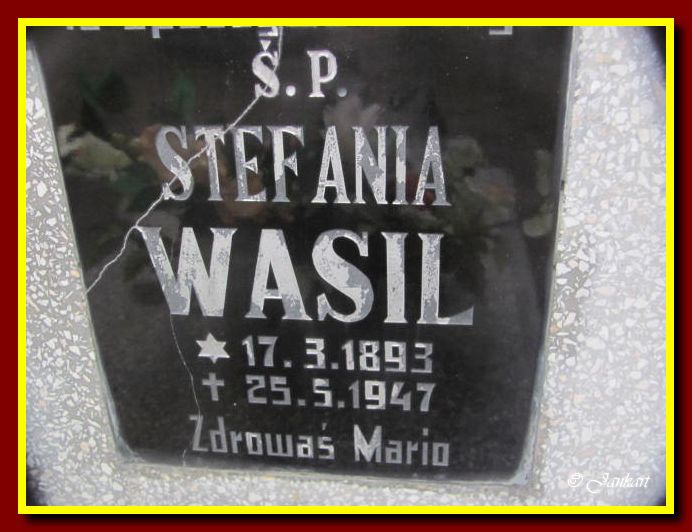 Ś.P.
STEFANIA
WASIL
* 17.3.1893
+ 25.5.1947
Zdrowaś Mario
© Jankart